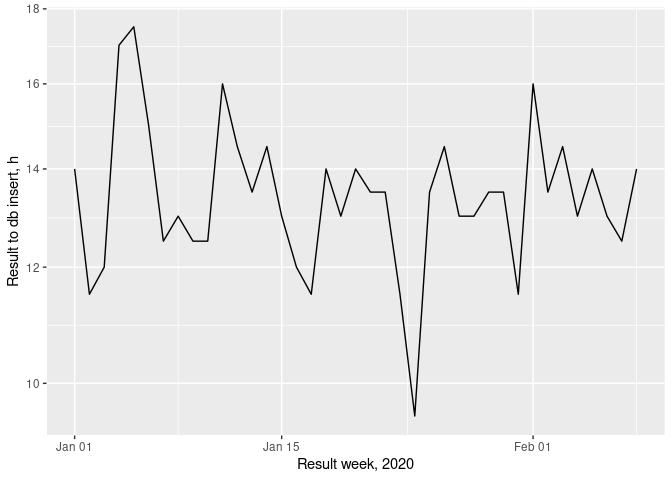 18
16
14
12
10
Result to db insert, h
Jan 01
Jan 15
Feb 01
Result week, 2020